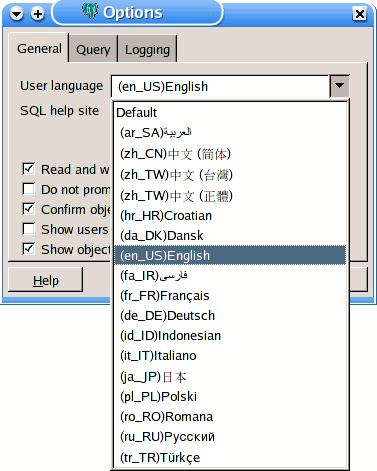 Options
General Query Logging
User language (en_US)English
SQL help site
Default
(ar_SA)العربية
(zh_CN)中文 (简体)
(zh_TW)中文 (台灣)
(zh_TW)中文 (正體)
(hr_HR)Croatian
(da_DK)Dansk
(en_US)English
(fa_IR)فارسی
(fr_FR)Français
(de_DE)Deutsch
(id_ID)Indonesian
(it_IT)Italiano
(ja_JP)日本
(pl_PL)Polski
(ro_RO)Romana
(ru_RU)Русский
(tr_TR)Türkçe
Read and w
Do not prom
Confirm obje
Show users
Show object
Help